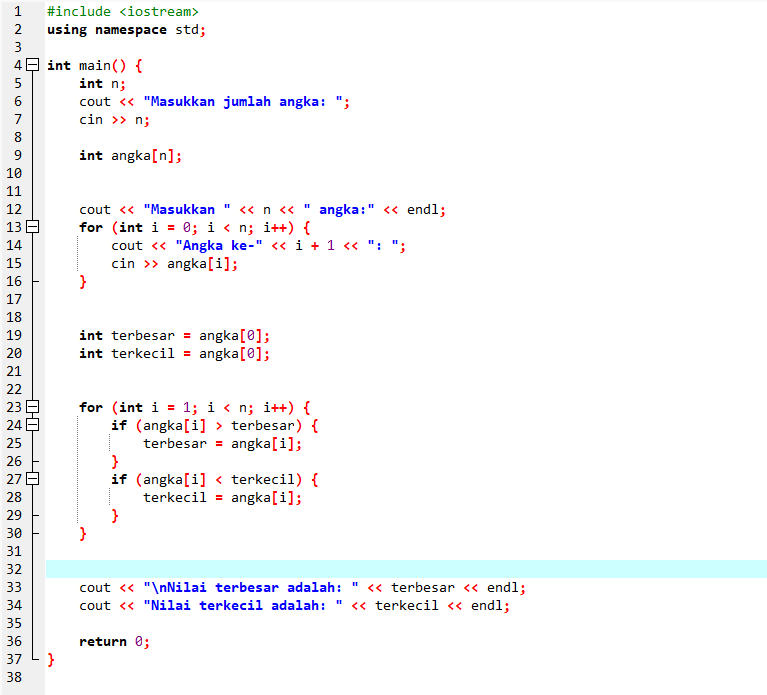 1 #include <iostream>
2 using namespace std;
3
4 int main() {
5     int n;
6     cout << "Masukkan jumlah angka: ";
7     cin >> n;
8
9     int angka[n];
10
11
12     cout << "Masukkan " << n << " angka:" << endl;
13     for (int i = 0; i < n; i++) {
14         cout << "Angka ke-" << i + 1 << ": ";
15         cin >> angka[i];
16     }
17
18
19     int terbesar = angka[0];
20     int terkecil = angka[0];
21
22
23     for (int i = 1; i < n; i++) {
24         if (angka[i] > terbesar) {
25             terbesar = angka[i];
26         }
27         if (angka[i] < terkecil) {
28             terkecil = angka[i];
29         }
30     }
31
32
33     cout << "\nNilai terbesar adalah: " << terbesar << endl;
34     cout << "Nilai terkecil adalah: " << terkecil << endl;
35
36     return 0;
37 }
38